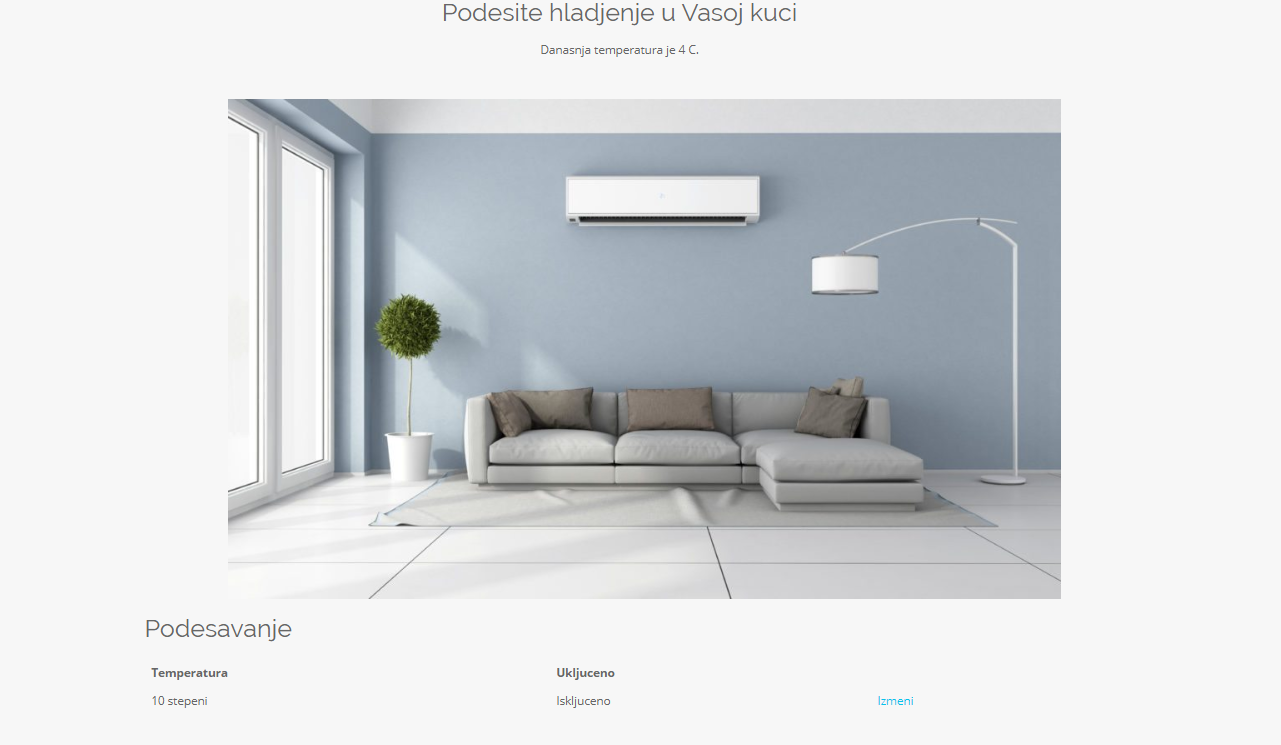 Podesite hladjenje u Vasoj kuci
Danasnja temperatura je 4 C.
Podesavanje
Temperatura Ukljuceno
10 stepeni Iskljuceno Izmeni